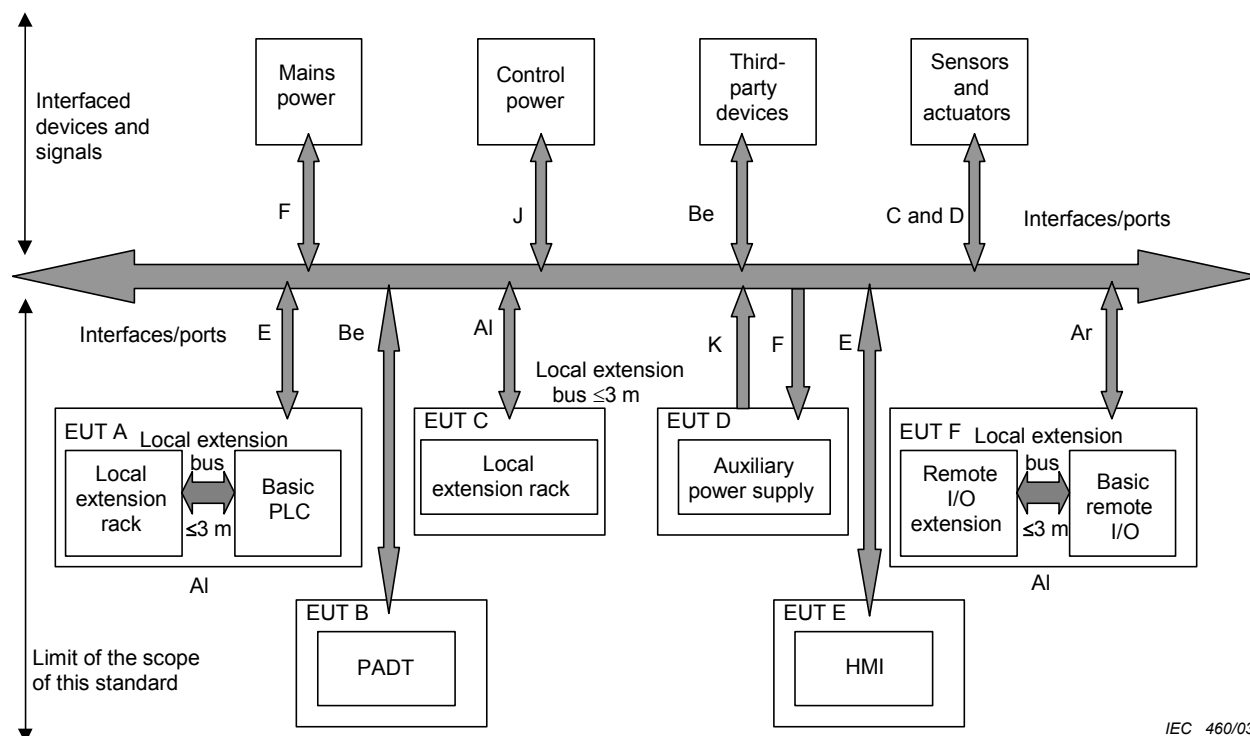 Interfaced
devices and
signals
Mains
power
Control
power
Third-
party
devices
Sensors
and
actuators
F
J
Be
C and D
Interfaces/ports
Interfaces/ports
E
Be
Al
Local extension
bus ≤3 m
K
F
E
Ar
EUT A
Local extension
bus
Local
extension
rack
≤3 m
Basic
PLC
Al
EUT C
Local
extension rack
EUT D
Auxiliary
power supply
EUT F
Local extension
bus
Remote
I/O
extension
≤3 m
Basic
remote
I/O
Al
EUT B
PADT
EUT E
HMI
Limit of the scope
of this standard
IEC 460/03